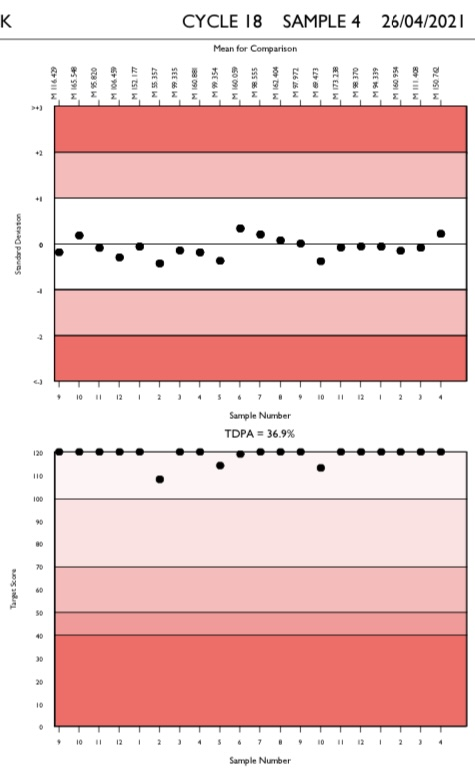 K CYCLE 18 SAMPLE 4 26/04/2021
Mean for Comparison
M 116.429 M 165.548 M 95.820 M 106.459 M 152.177 M 55.357 M 99.335 M 160.881 M 99.354 M 160.059 M 98.555 M 162.404 M 97.972 M 69.473 M 173.238 M 98.370 M 94.339 M 160.954 M 111.408 M 150.762
>+3
+2
+1
0
-1
-2
<-3
Standard Deviation
9 10 11 12 1 2 3 4 5 6 7 8 9 10 11 12 1 2 3 4
Sample Number
TDPA = 36.9%
120
110
100
90
80
70
60
50
40
30
20
10
0
Target Score
9 10 11 12 1 2 3 4 5 6 7 8 9 10 11 12 1 2 3 4
Sample Number